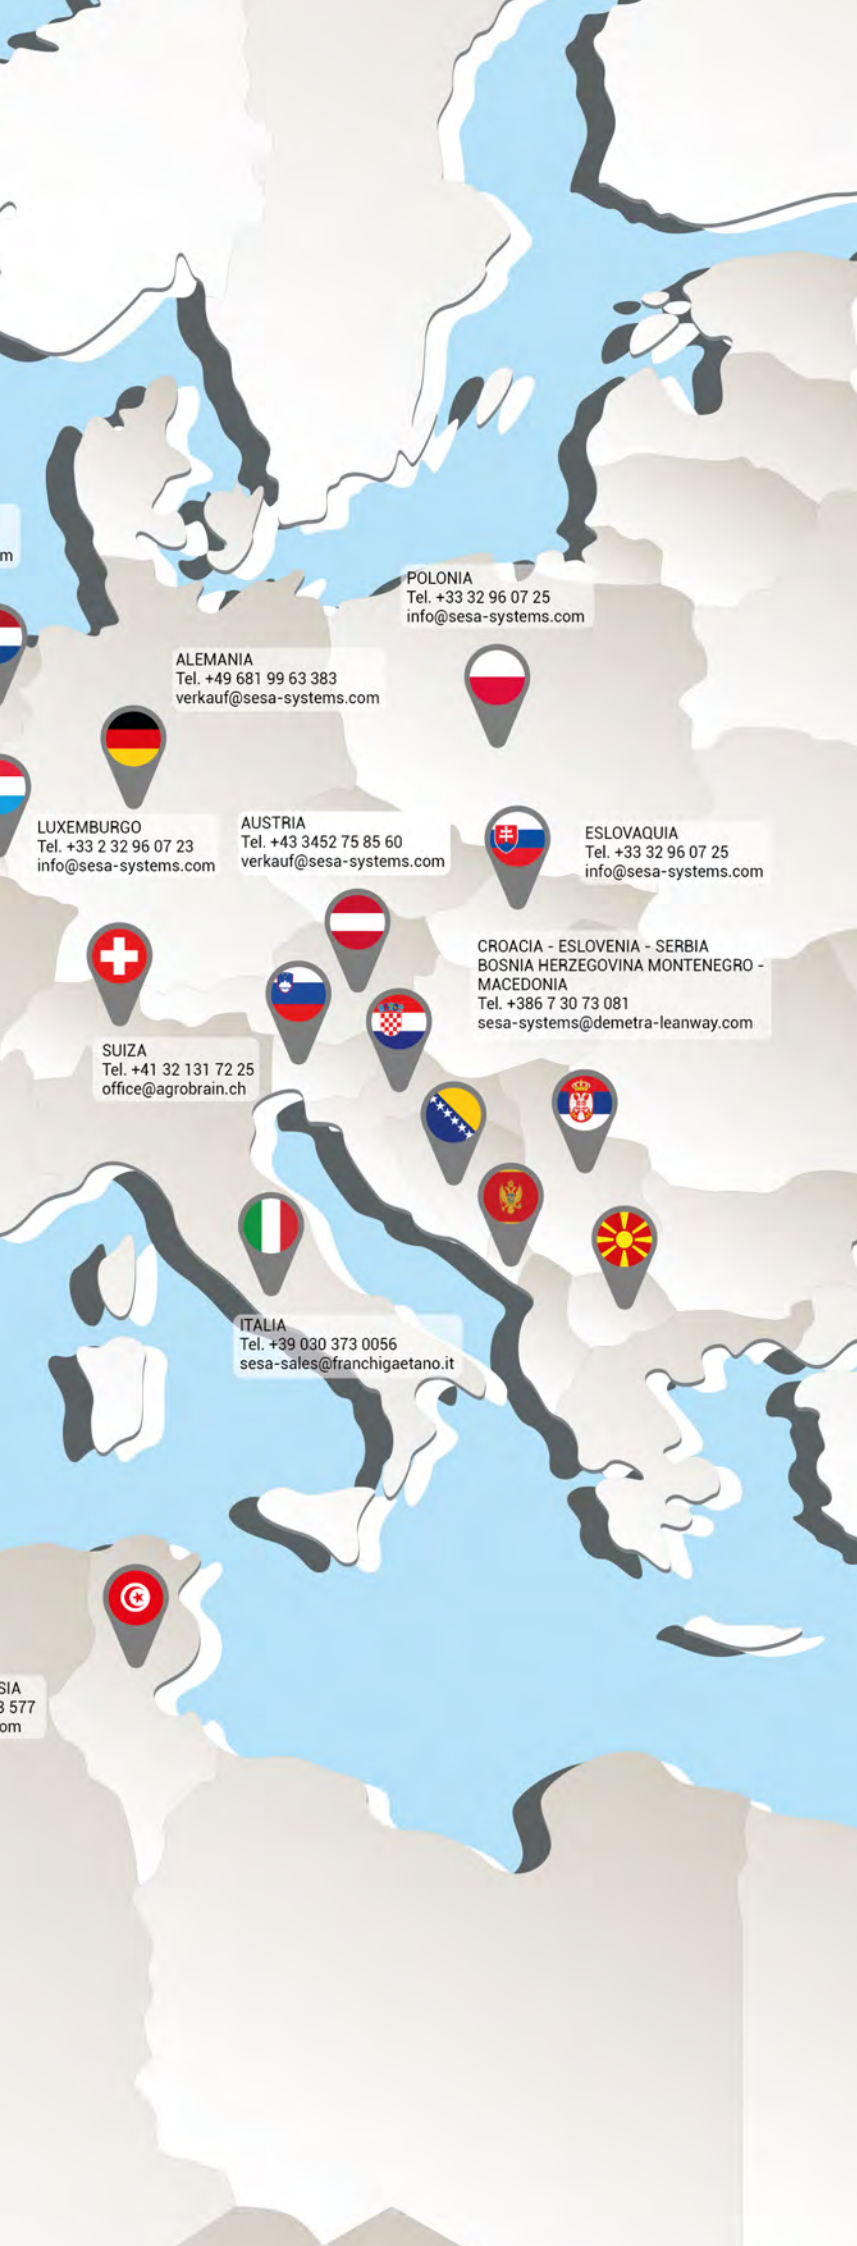 m
POLONIA
Tel. +33 32 96 07 25
info@sesa-systems.com
ALEMANIA
Tel. +49 681 99 63 383
verkauf@sesa-systems.com
LUXEMBURGO
Tel. +33 2 32 96 07 23
info@sesa-systems.com
AUSTRIA
Tel. +43 3452 75 85 60
verkauf@sesa-systems.com
ESLOVAQUIA
Tel. +33 32 96 07 25
info@sesa-systems.com
CROACIA - ESLOVENIA - SERBIA
BOSNIA HERZEGOVINA MONTENEGRO -
MACEDONIA
Tel. +386 7 30 73 081
sesa-systems@demetra-leanway.com
SUIZA
Tel. +41 32 131 72 25
office@agrobrain.ch
ITALIA
Tel. +39 030 373 0056
sesa-sales@franchigaetano.it
SIA
577
om